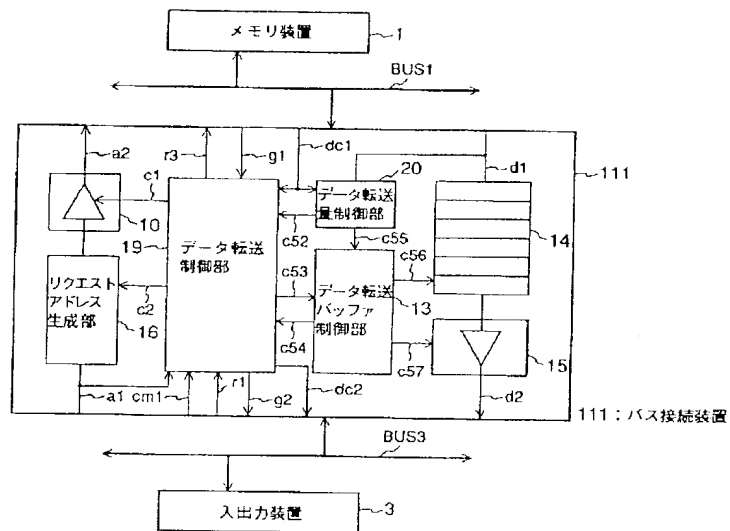 メモリ装置
1
BUS1
a2
r3
g1
dc1
d1
111
c1
20
データ転送
量制御部
10
19
c52
c55
14
データ転送
制御部
リクエスト
アドレス
生成部
c2
16
c53
c54
データ転送
バッファ
制御部
13
c56
c57
15
a1
cm1
r1
g2
dc2
d2
111：バス接続装置
BUS3
入出力装置
3